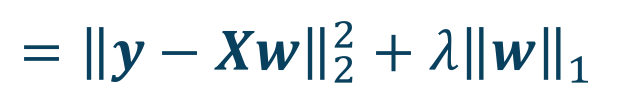 = ‖y − Xw‖₂² + λ‖w‖₁